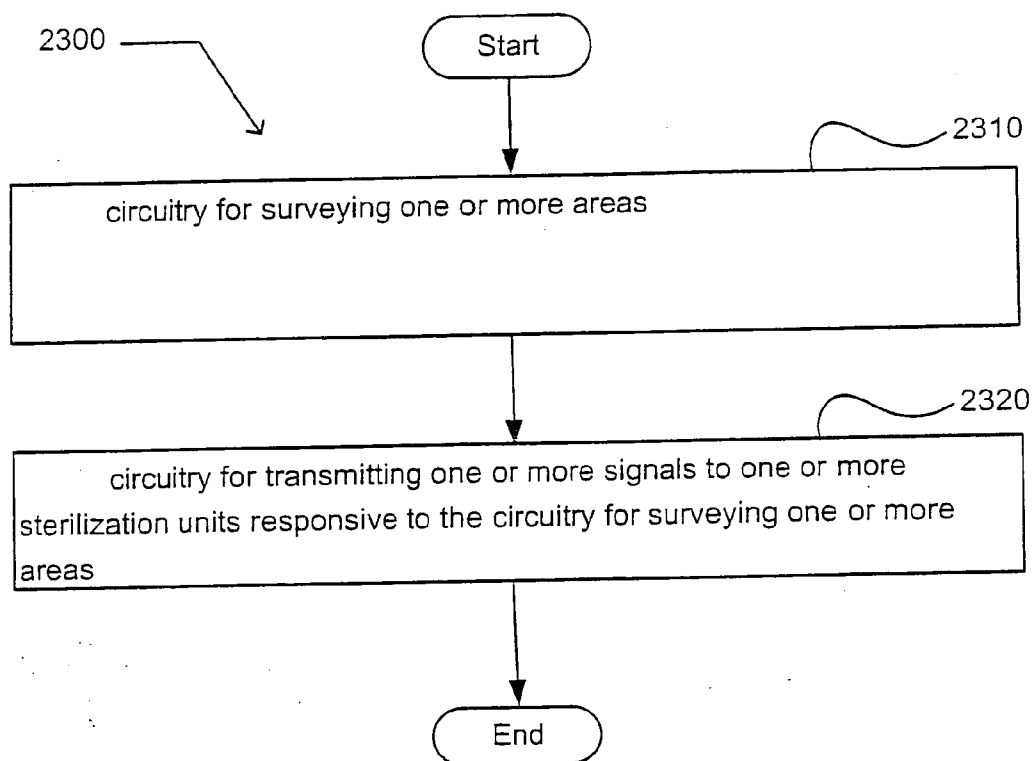 2300
Start
2310
circuitry for surveying one or more areas
2320
circuitry for transmitting one or more signals to one or more
sterilization units responsive to the circuitry for surveying one or more
areas
End